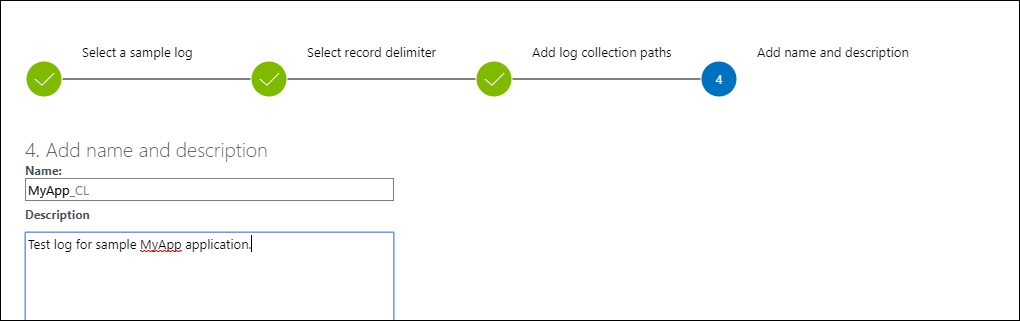 Select a sample log
Select record delimiter
Add log collection paths
Add name and description
4
4. Add name and description
Name:
MyApp_CL
Description
Test log for sample MyApp application.